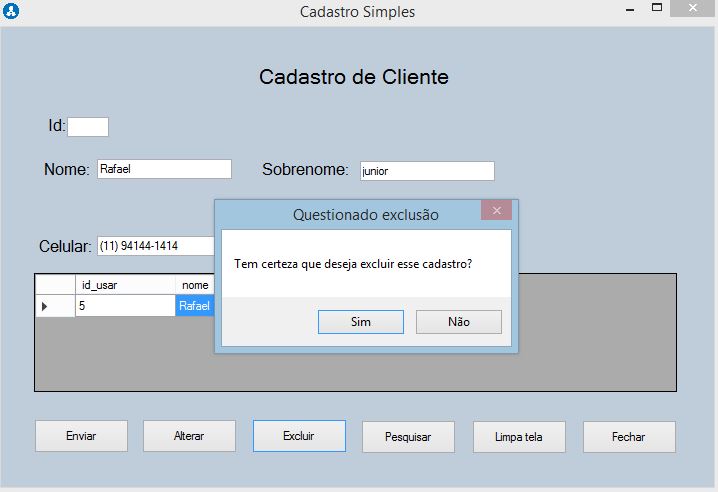 Cadastro Simples
Cadastro de Cliente
Id:
Nome: Rafael Sobrenome: junior
Questionado exclusão
Celular: (11) 94144-1414
Tem certeza que deseja excluir esse cadastro?
id_usar nome
5 Rafael
Sim Não
Enviar Alterar Excluir Pesquisar Limpa tela Fechar